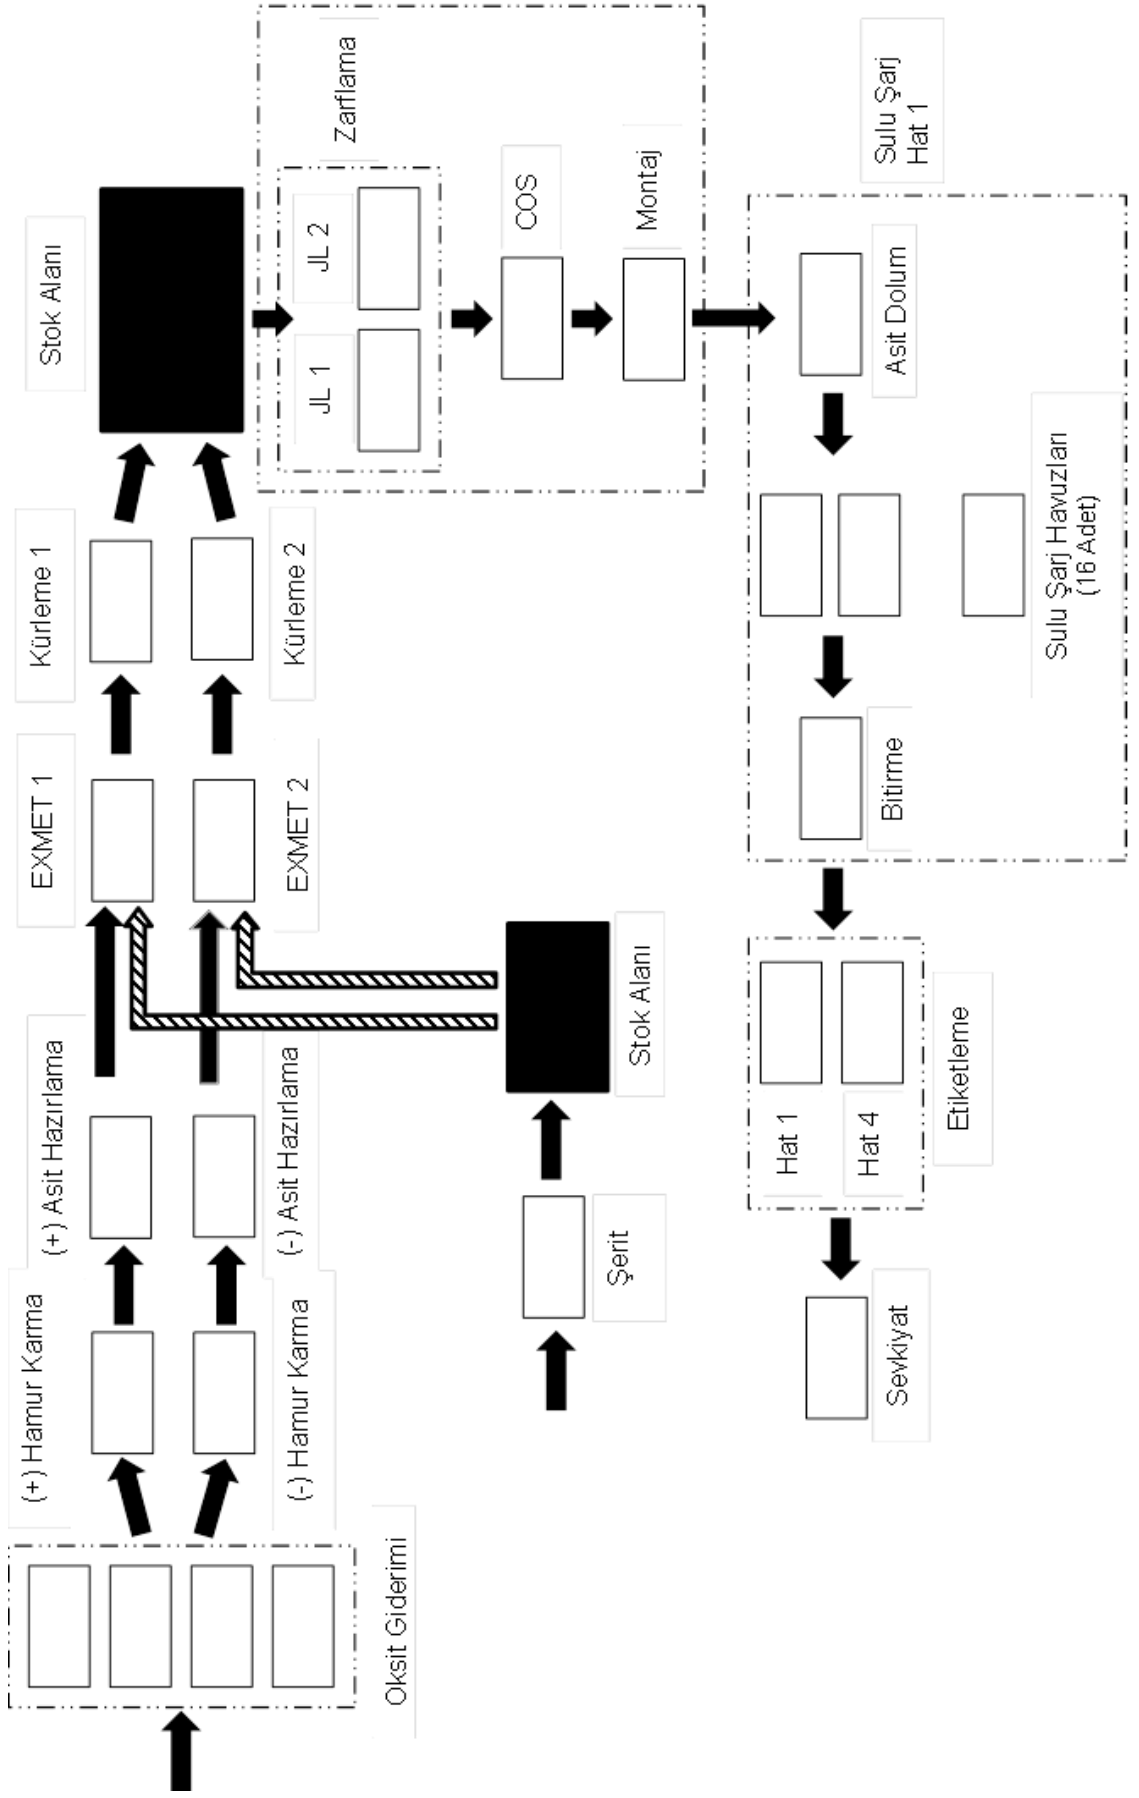 Oksit Giderimi
(+) Hamur Karma
(-) Hamur Karma
(+) Asit Hazırlama
(-) Asit Hazırlama
EXMET 1
EXMET 2
Kürleme 1
Kürleme 2
Stok Alanı
Şerit
Stok Alanı
Zarflama
JL 1
JL 2
COS
Montaj
Sulu Şarj
Hat 1
Asit Dolum
Sulu Şarj Havuzları
(16 Adet)
Bitirme
Hat 1
Hat 4
Etiketleme
Sevkiyat